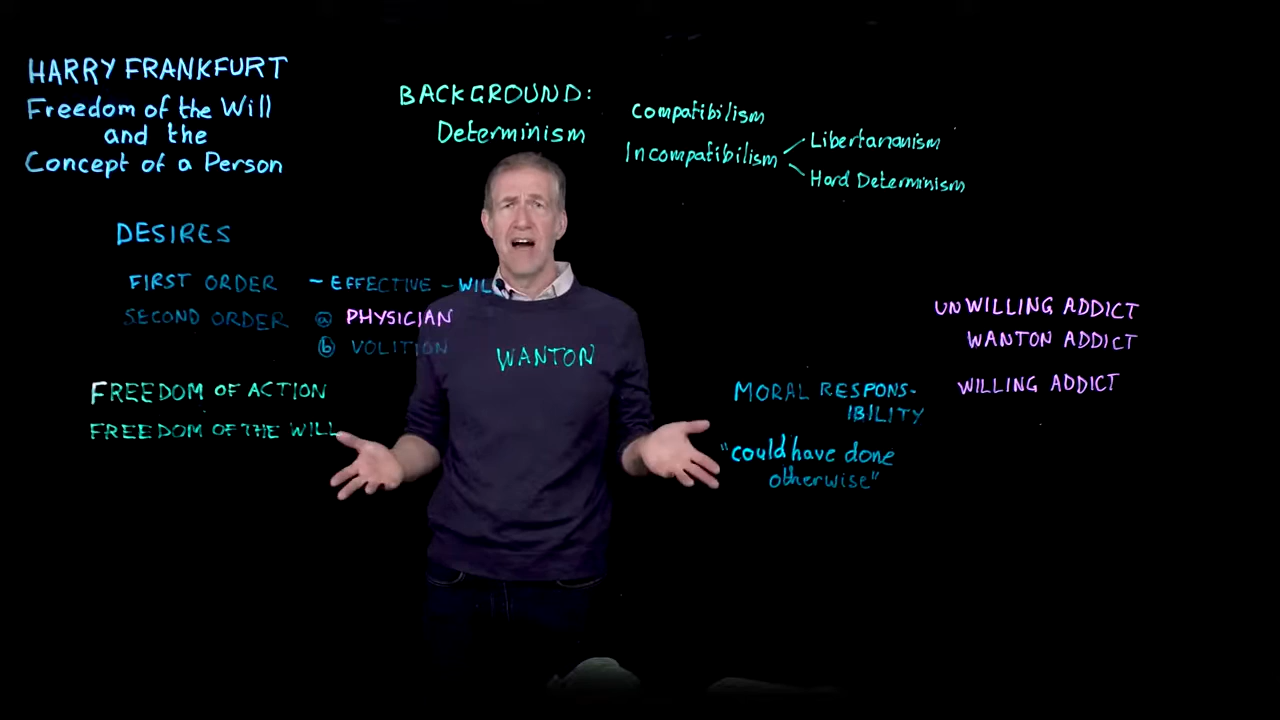 HARRY FRANKFURT
Freedom of the Will
and the
Concept of a Person
BACKGROUND:
Determinism
Compatibilism
Incompatibilism
Libertarianism
Hard Determinism
DESIRES
FIRST ORDER - EFFECTIVE - WIL
SECOND ORDER ⓐ PHYSICIAN
ⓑ VOLITION
WANTON
FREEDOM OF ACTION
FREEDOM OF THE WILL
MORAL RESPONS-
IBILITY
"could have done
otherwise"
UNWILLING ADDICT
WANTON ADDICT
WILLING ADDICT